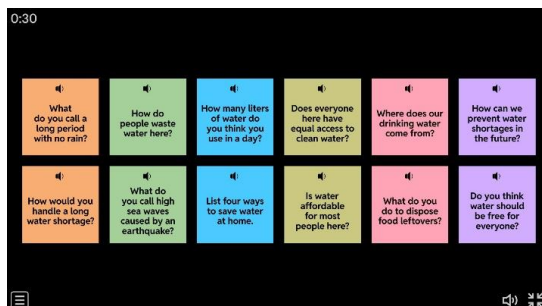 0:30
What
do you call a
long period
with no rain?
How do
people waste
water here?
How many liters
of water do
you think you
use in a day?
Does everyone
here have
equal access to
clean water?
Where does our
drinking water
come from?
How can we
prevent water
shortages in
the future?
How would you
handle a long
water shortage?
What do
you call high
sea waves
caused by an
earthquake?
List four ways
to save water
at home.
Is water
affordable
for most
people here?
What do you
do to dispose
food leftovers?
Do you think
water should
be free for
everyone?